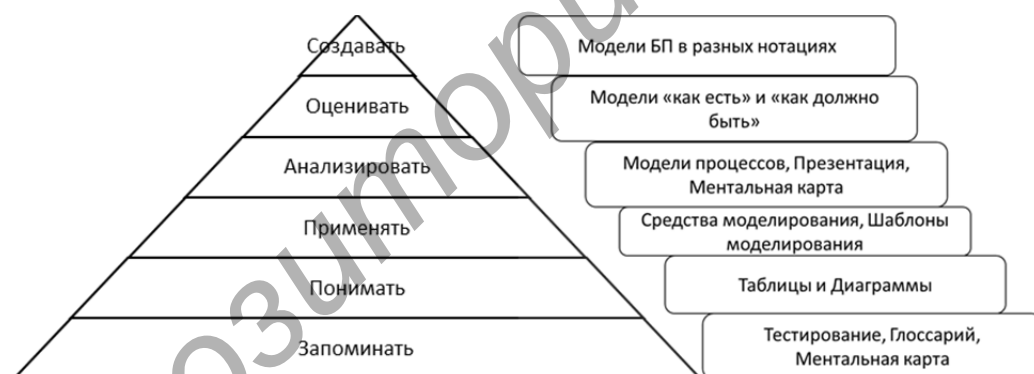 Создавать
Модели БП в разных нотациях
Оценивать
Модели «как есть» и «как должно
быть»
Анализировать
Модели процессов, Презентация,
Ментальная карта
Применять
Средства моделирования, Шаблоны
моделирования
Понимать
Таблицы и Диаграммы
Запоминать
Тестирование, Глоссарий,
Ментальная карта